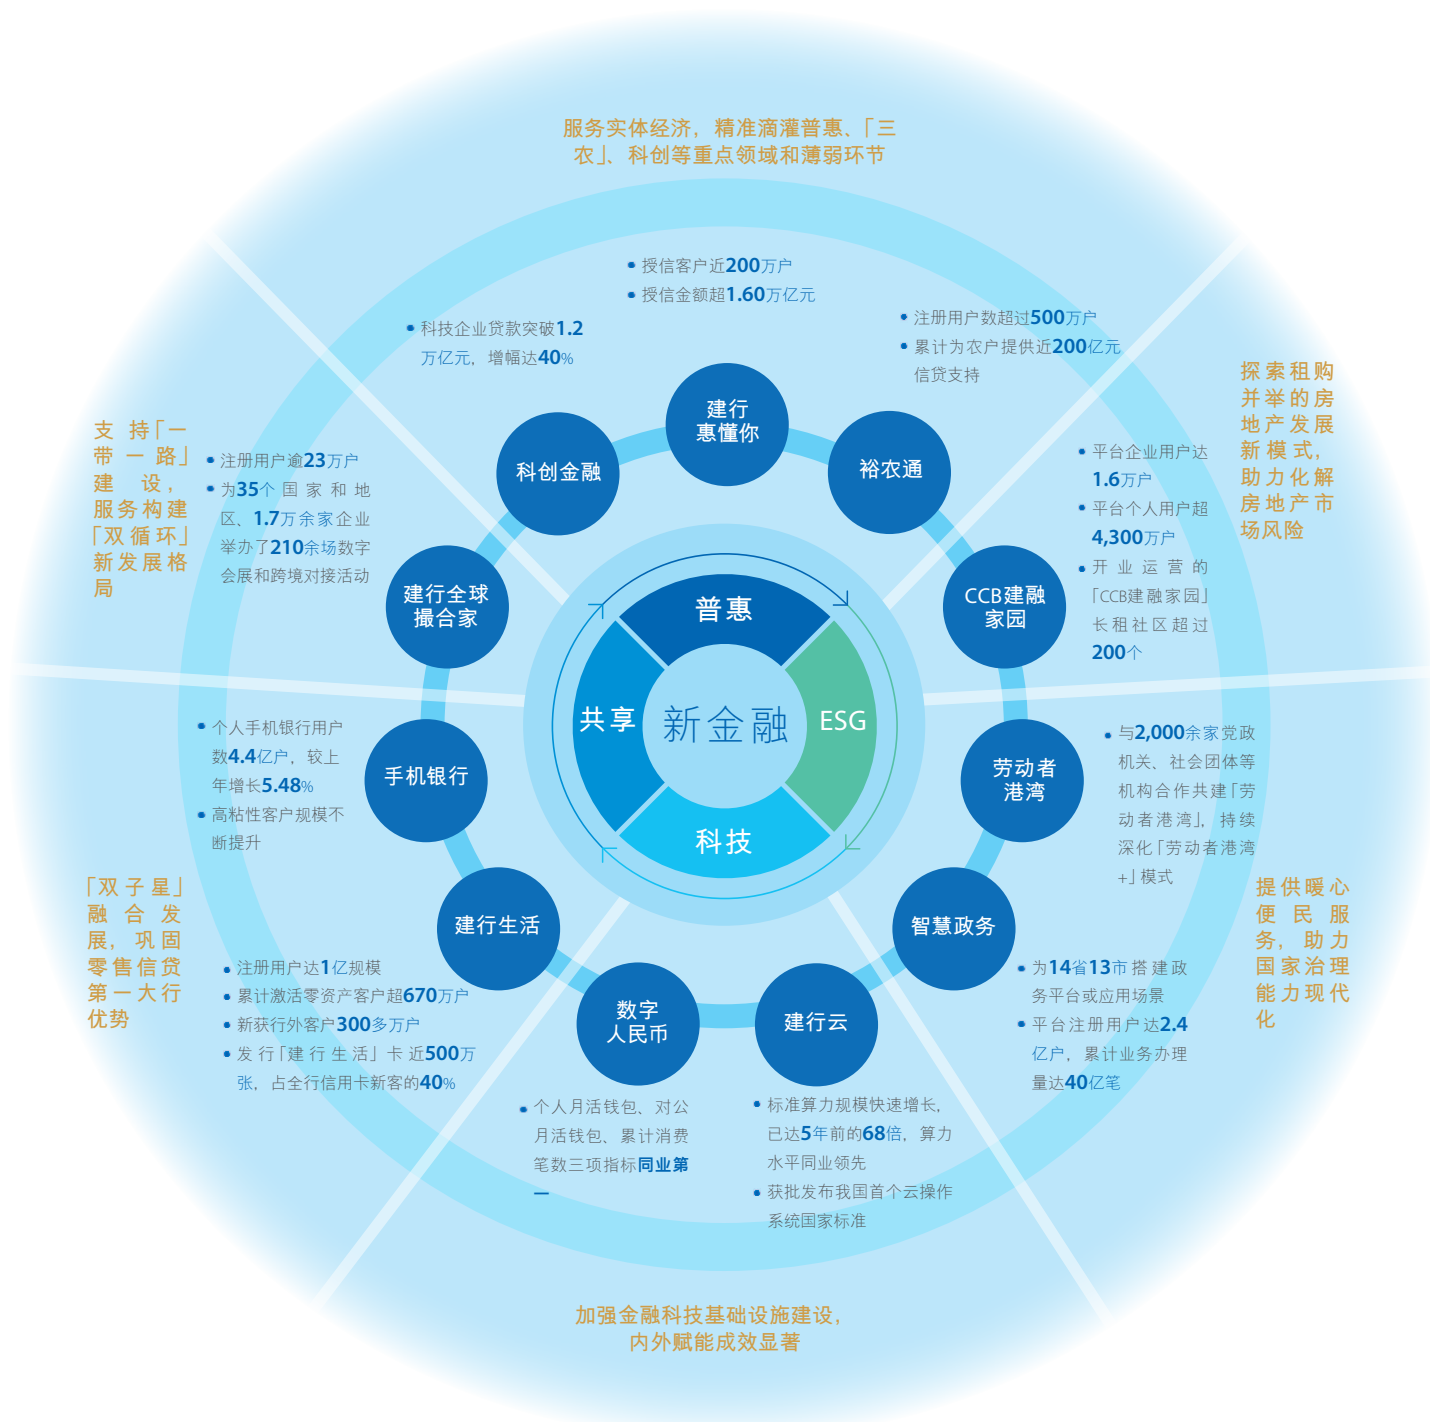 服务实体经济，精准滴灌普惠、「三
农」、科创等重点领域和薄弱环节
授信客户近200万户
授信金额超1.60万亿元
科技企业贷款突破1.2
万亿元，增幅达40%
注册用户数超过500万户
累计为农户提供近200亿元
信贷支持
建行
惠懂你
科创金融
裕农通
支持「一
带一路」
建设，
服务构建
「双循环」
新发展格
局
注册用户逾23万户
为35个国家和地
区、1.7万余家企业
举办了210余场数字
会展和跨境对接活动
建行全球
撮合家
探索租购
并举的房
地产发展
新模式，
助力化解
房地产市
场风险
平台企业用户达
1.6万户
平台个人用户超
4,300万户
开业运营的
「CCB建融家园」
长租社区超过
200个
CCB建融
家园
普惠
共享
新金融
ESG
科技
个人手机银行用户
数4.4亿户，较上
年增长5.48%
高粘性客户规模不
断提升
手机银行
劳动者
港湾
与2,000余家党政
机关、社会团体等
机构合作共建「劳
动者港湾」，持续
深化「劳动者港湾
+」模式
「双子星」
融合发
展，巩固
零售信贷
第一大行
优势
建行生活
注册用户达1亿规模
累计激活零资产客户超670万户
新获行外客户300多万户
发行「建行生活」卡近500万
张，占全行信用卡新客的40%
智慧政务
为14省13市搭建政
务平台或应用场景
平台注册用户达2.4
亿户，累计业务办理
量达40亿笔
提供暖心
便民服
务，助力
国家治理
能力现代
化
数字
人民币
个人月活钱包、对公
月活钱包、累计消费
笔数三项指标同业第
一
建行云
标准算力规模快速增长，
已达5年前的68倍，算力
水平同业领先
获批发布我国首个云操作
系统国家标准
加强金融科技基础设施建设，
内外赋能成效显著